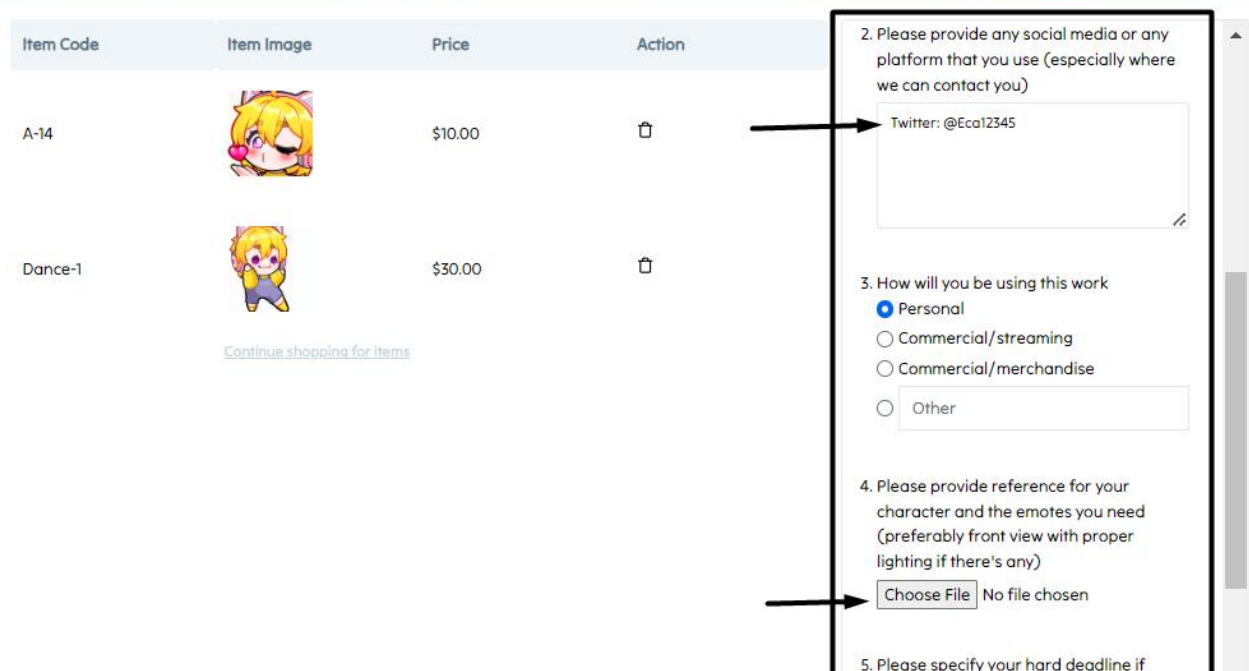 Item Code Item Image Price Action
A-14 $10.00
Dance-1 $30.00
Continue shopping for items
2. Please provide any social media or any
platform that you use (especially where
we can contact you)
Twitter: @Eca12345
3. How will you be using this work
Personal
Commercial/streaming
Commercial/merchandise
Other
4. Please provide reference for your
character and the emotes you need
(preferably front view with proper
lighting if there's any)
Choose File No file chosen
5. Please specify your hard deadline if